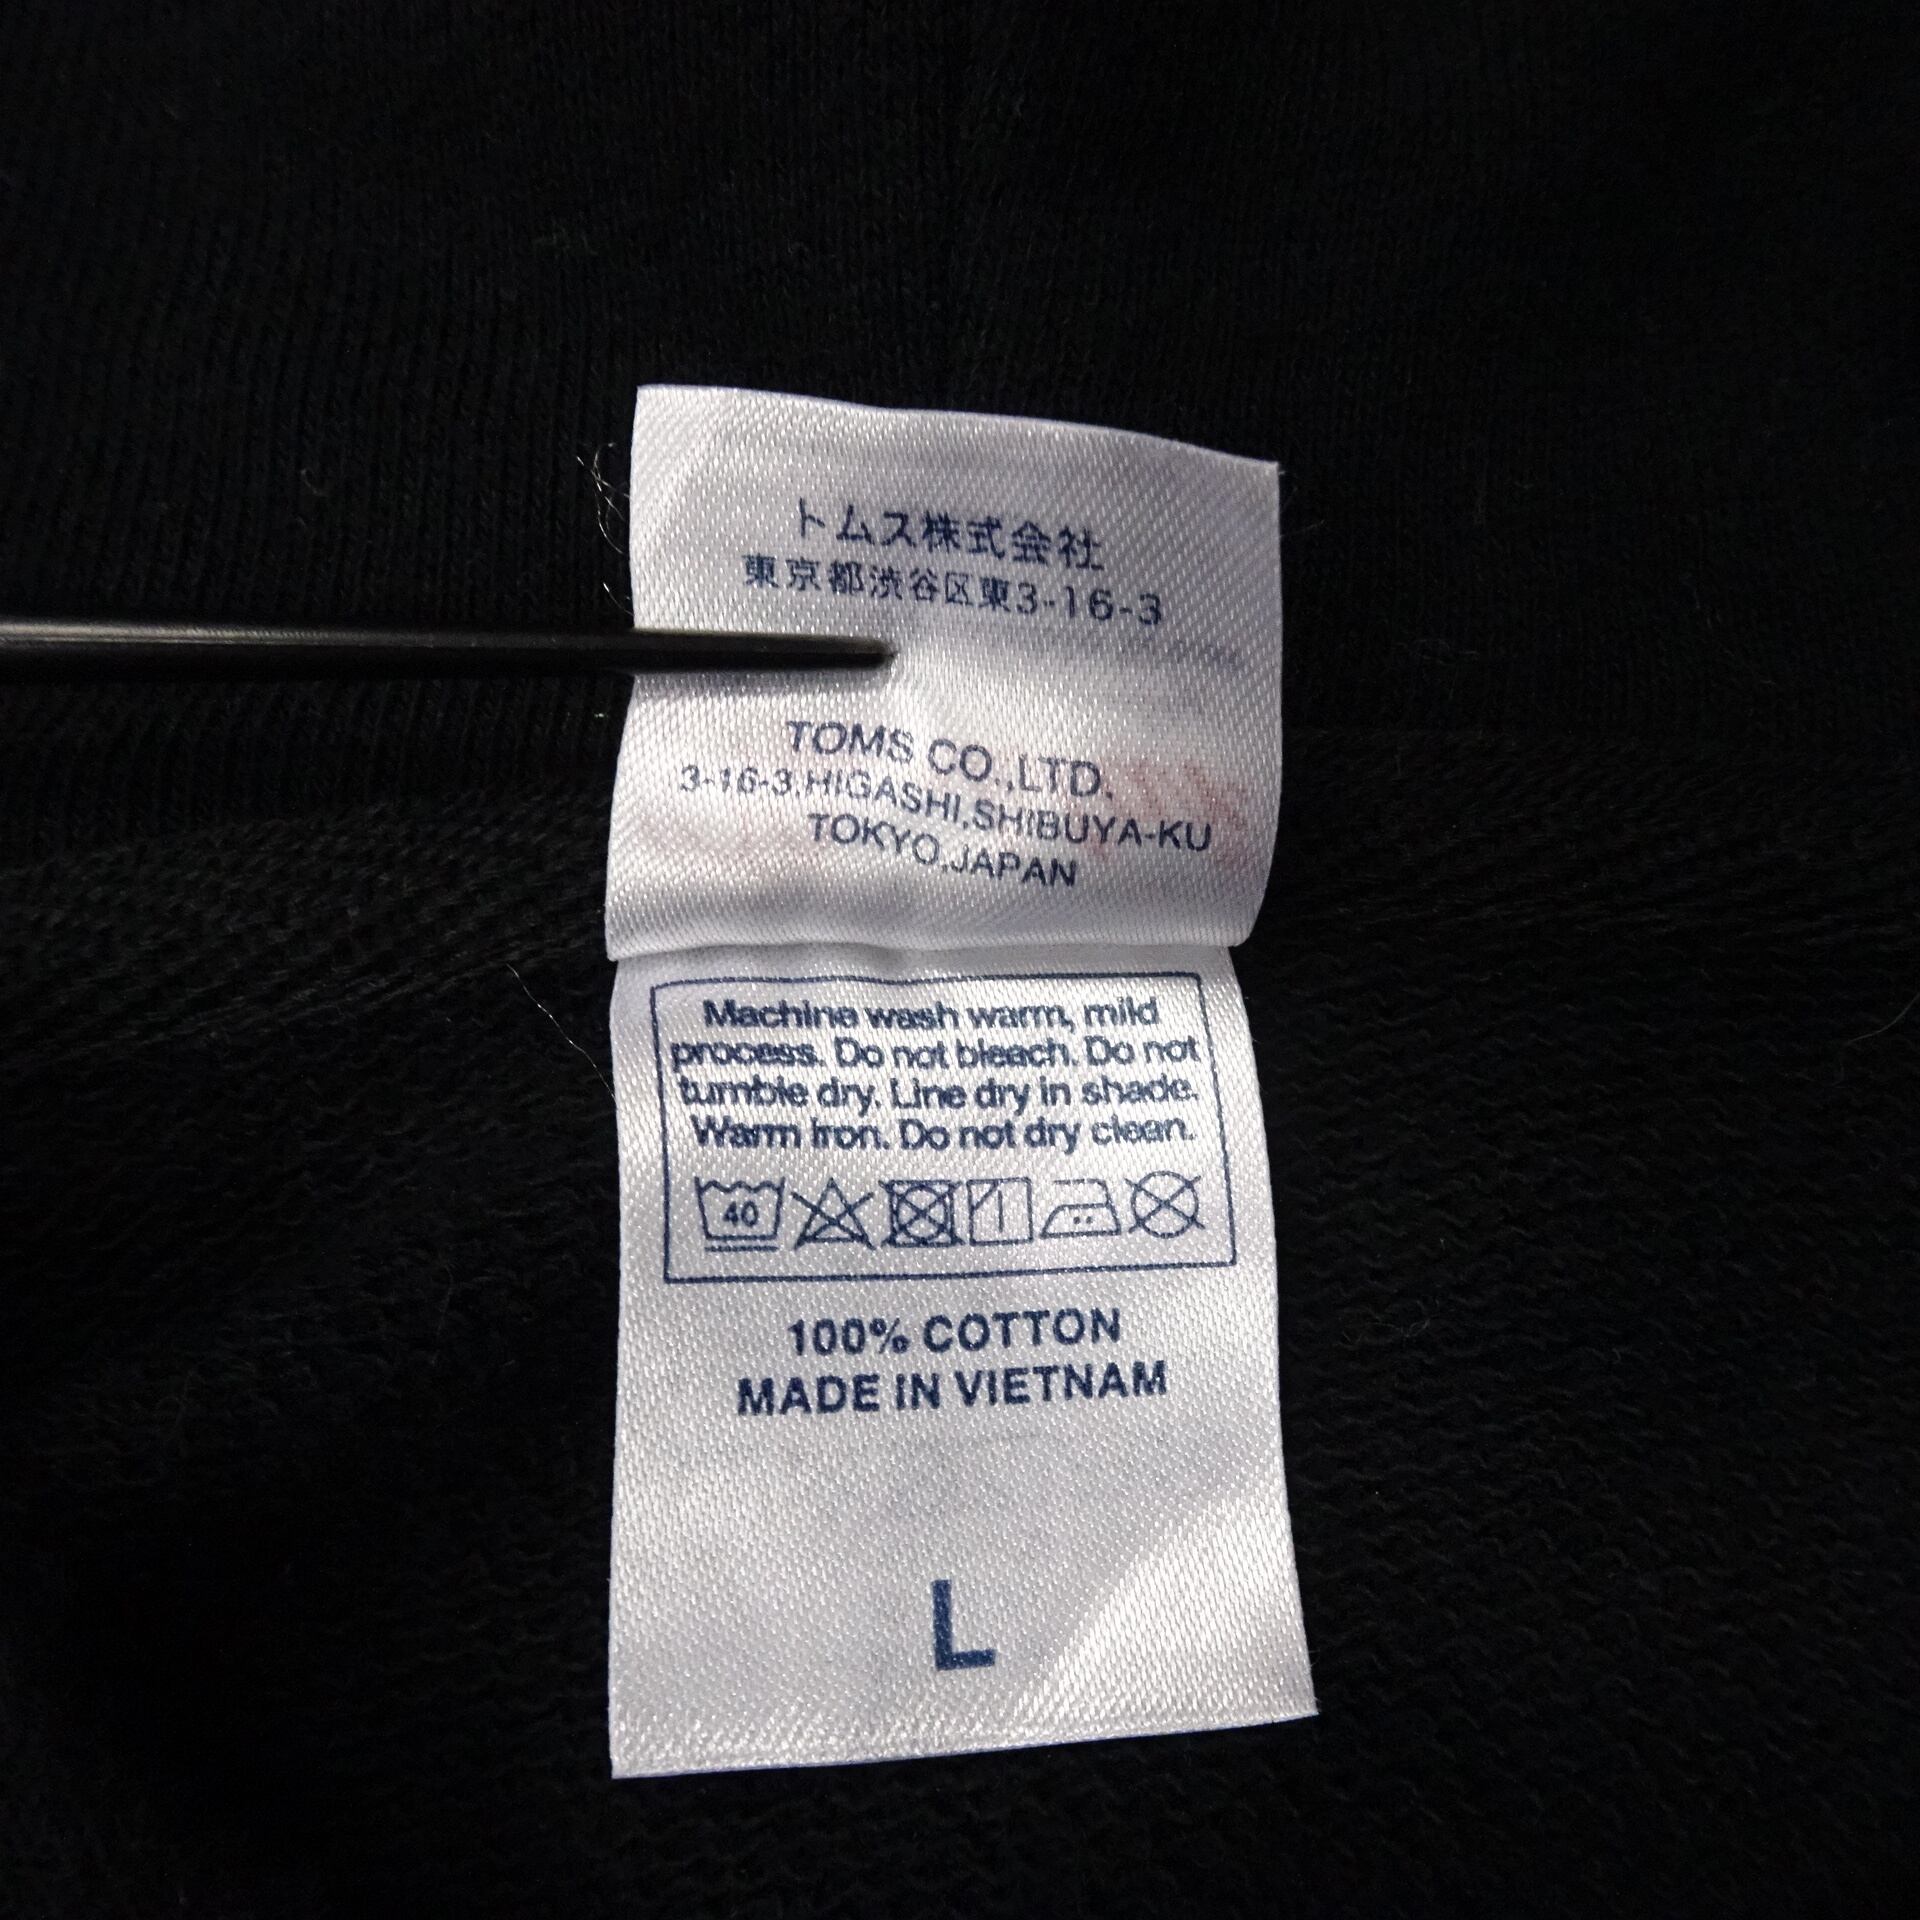 トムス株式会社
東京都渋谷区東3-16-3
TOMS CO.,LTD.
3-16-3,HIGASHI,SHIBUYA-KU
TOKYO,JAPAN
Machine wash warm, mild
process. Do not bleach. Do not
tumble dry. Line dry in shade.
Warm Iron. Do not dry clean.
40
100% COTTON
MADE IN VIETNAM
L